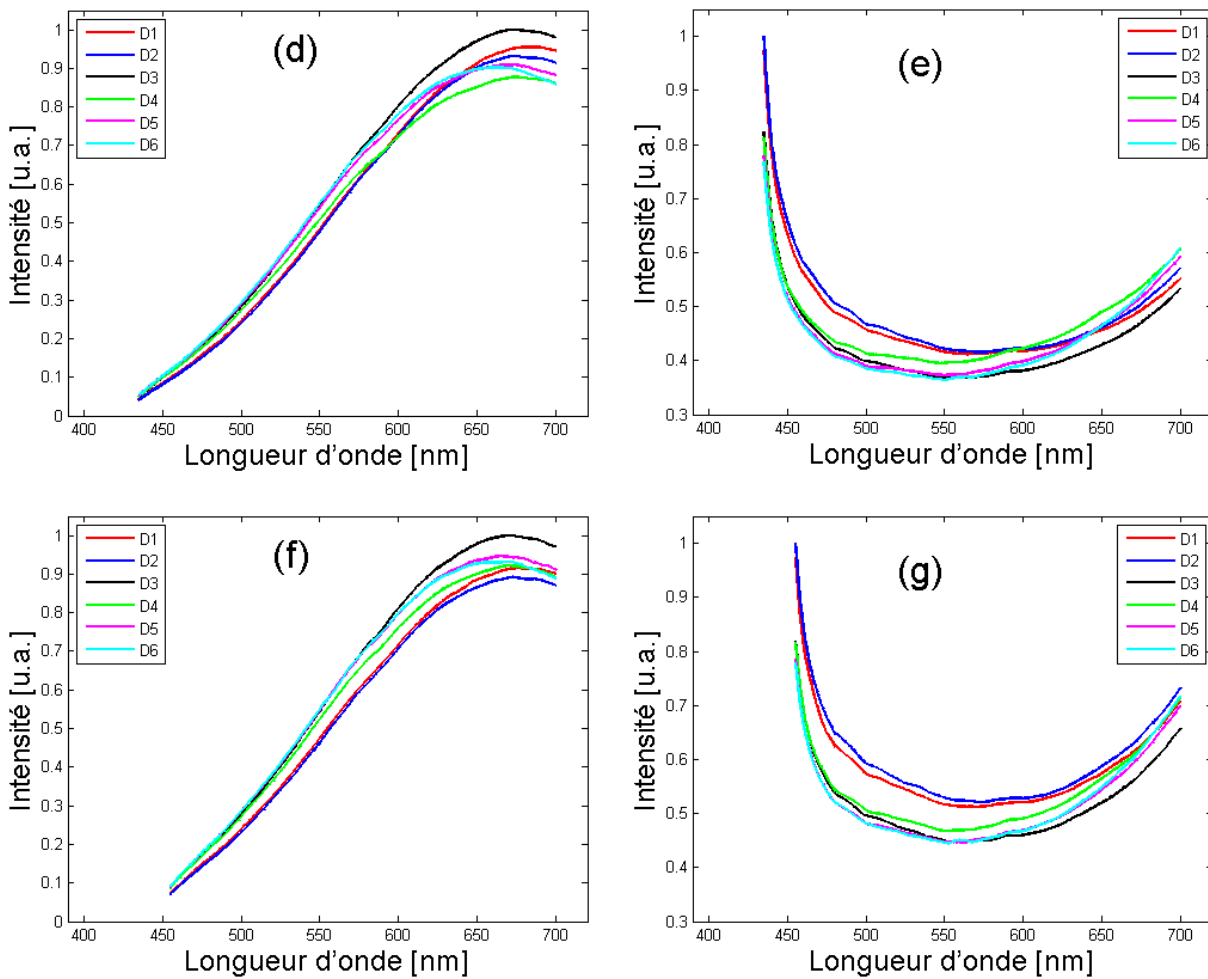 (d)
D1
D2
D3
D4
D5
D6
1
0.9
0.8
0.7
0.6
0.5
0.4
0.3
0.2
0.1
0
400 450 500 550 600 650 700
Intensité [u.a.]
Longueur d'onde [nm]
(e)
D1
D2
D3
D4
D5
D6
1
0.9
0.8
0.7
0.6
0.5
0.4
0.3
400 450 500 550 600 650 700
Intensité [u.a.]
Longueur d'onde [nm]
(f)
D1
D2
D3
D4
D5
D6
1
0.9
0.8
0.7
0.6
0.5
0.4
0.3
0.2
0.1
0
400 450 500 550 600 650 700
Intensité [u.a.]
Longueur d'onde [nm]
(g)
D1
D2
D3
D4
D5
D6
1
0.9
0.8
0.7
0.6
0.5
0.4
0.3
400 450 500 550 600 650 700
Intensité [u.a.]
Longueur d'onde [nm]